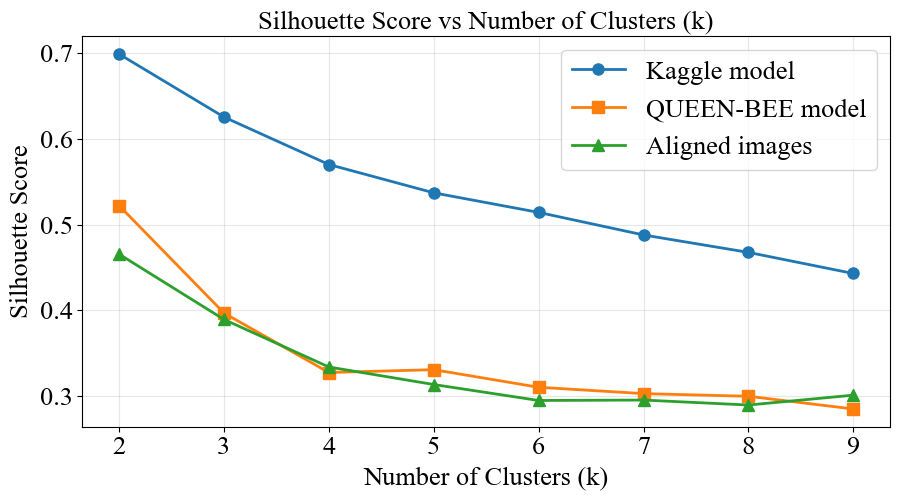 Silhouette Score vs Number of Clusters (k)
Silhouette Score
0.7
0.6
0.5
0.4
0.3
Kaggle model
QUEEN-BEE model
Aligned images
2 3 4 5 6 7 8 9
Number of Clusters (k)